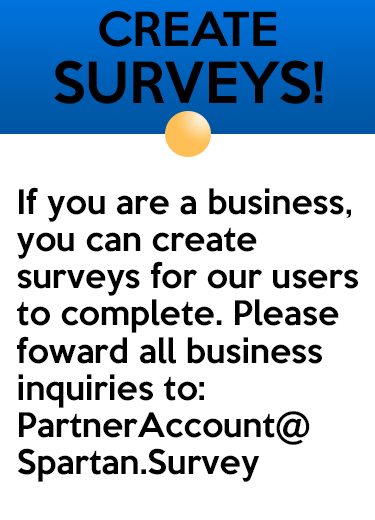 CREATE
SURVEYS!
If you are a business,
you can create
surveys for our users
to complete. Please
foward all business
inquiries to:
PartnerAccount@
Spartan.Survey